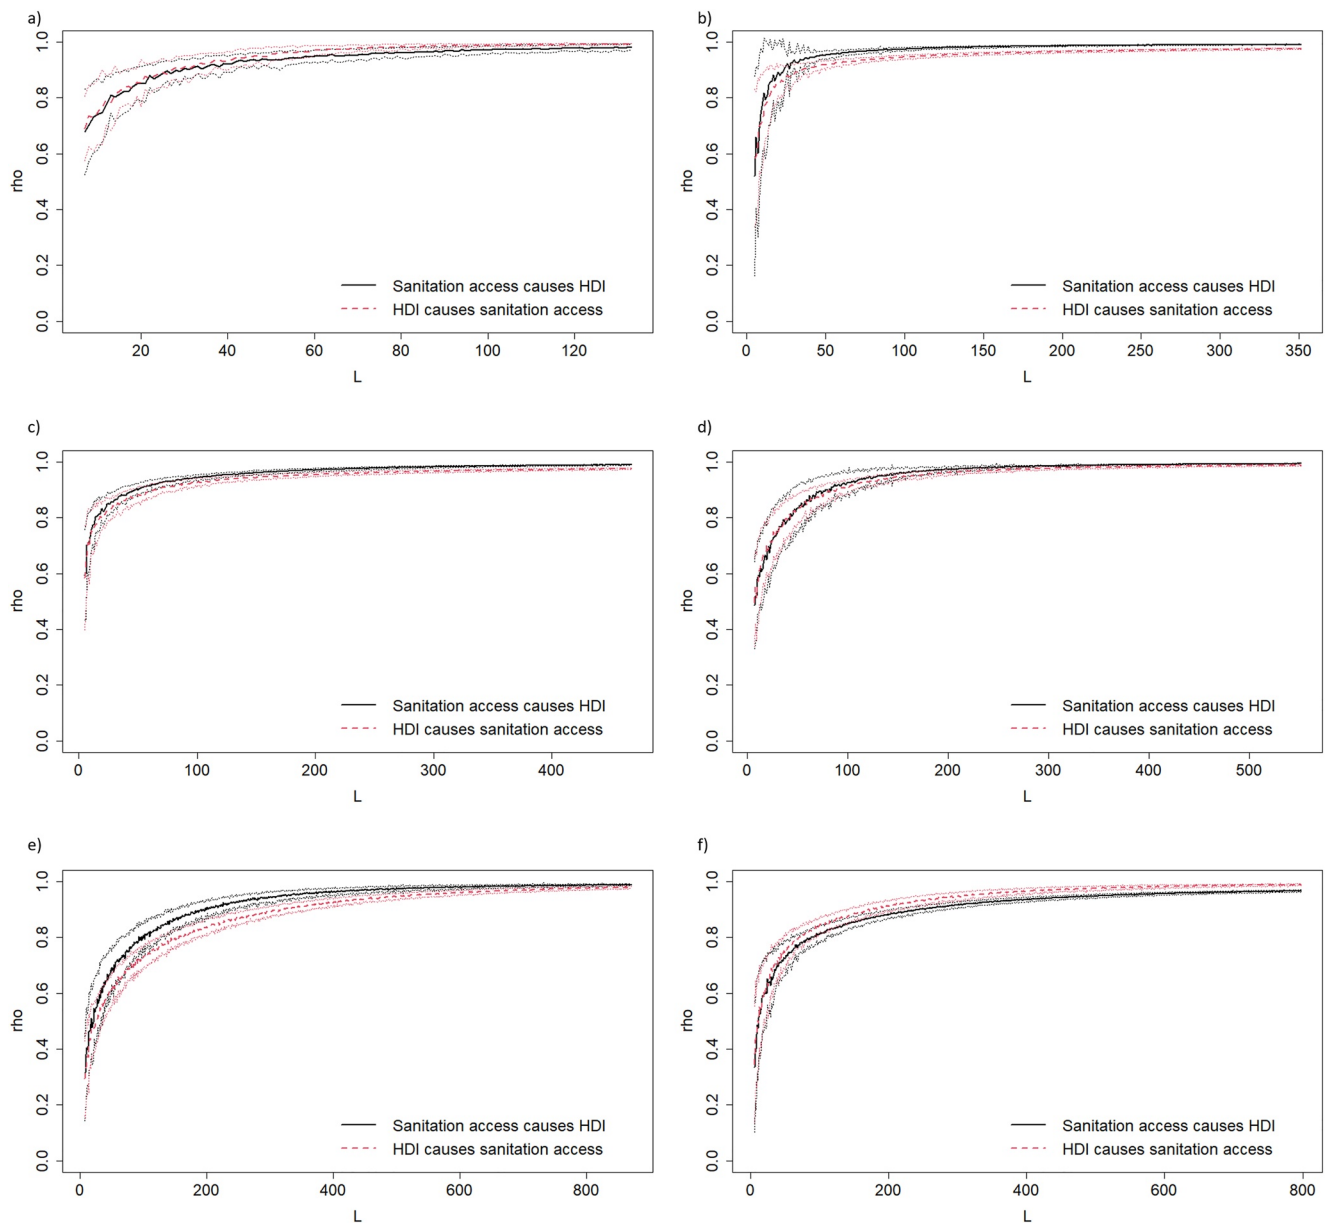 a)
1.0
0.8
0.6
0.4
0.2
0.0
rho
Sanitation access causes HDI
HDI causes sanitation access
20 40 60 80 100 120
L
b)
1.0
0.8
0.6
0.4
0.2
0.0
rho
Sanitation access causes HDI
HDI causes sanitation access
0 50 100 150 200 250 300 350
L
c)
1.0
0.8
0.6
0.4
0.2
0.0
rho
Sanitation access causes HDI
HDI causes sanitation access
0 100 200 300 400
L
d)
1.0
0.8
0.6
0.4
0.2
0.0
rho
Sanitation access causes HDI
HDI causes sanitation access
0 100 200 300 400 500
L
e)
1.0
0.8
0.6
0.4
0.2
0.0
rho
Sanitation access causes HDI
HDI causes sanitation access
0 200 400 600 800
L
f)
1.0
0.8
0.6
0.4
0.2
0.0
rho
Sanitation access causes HDI
HDI causes sanitation access
0 200 400 600 800
L